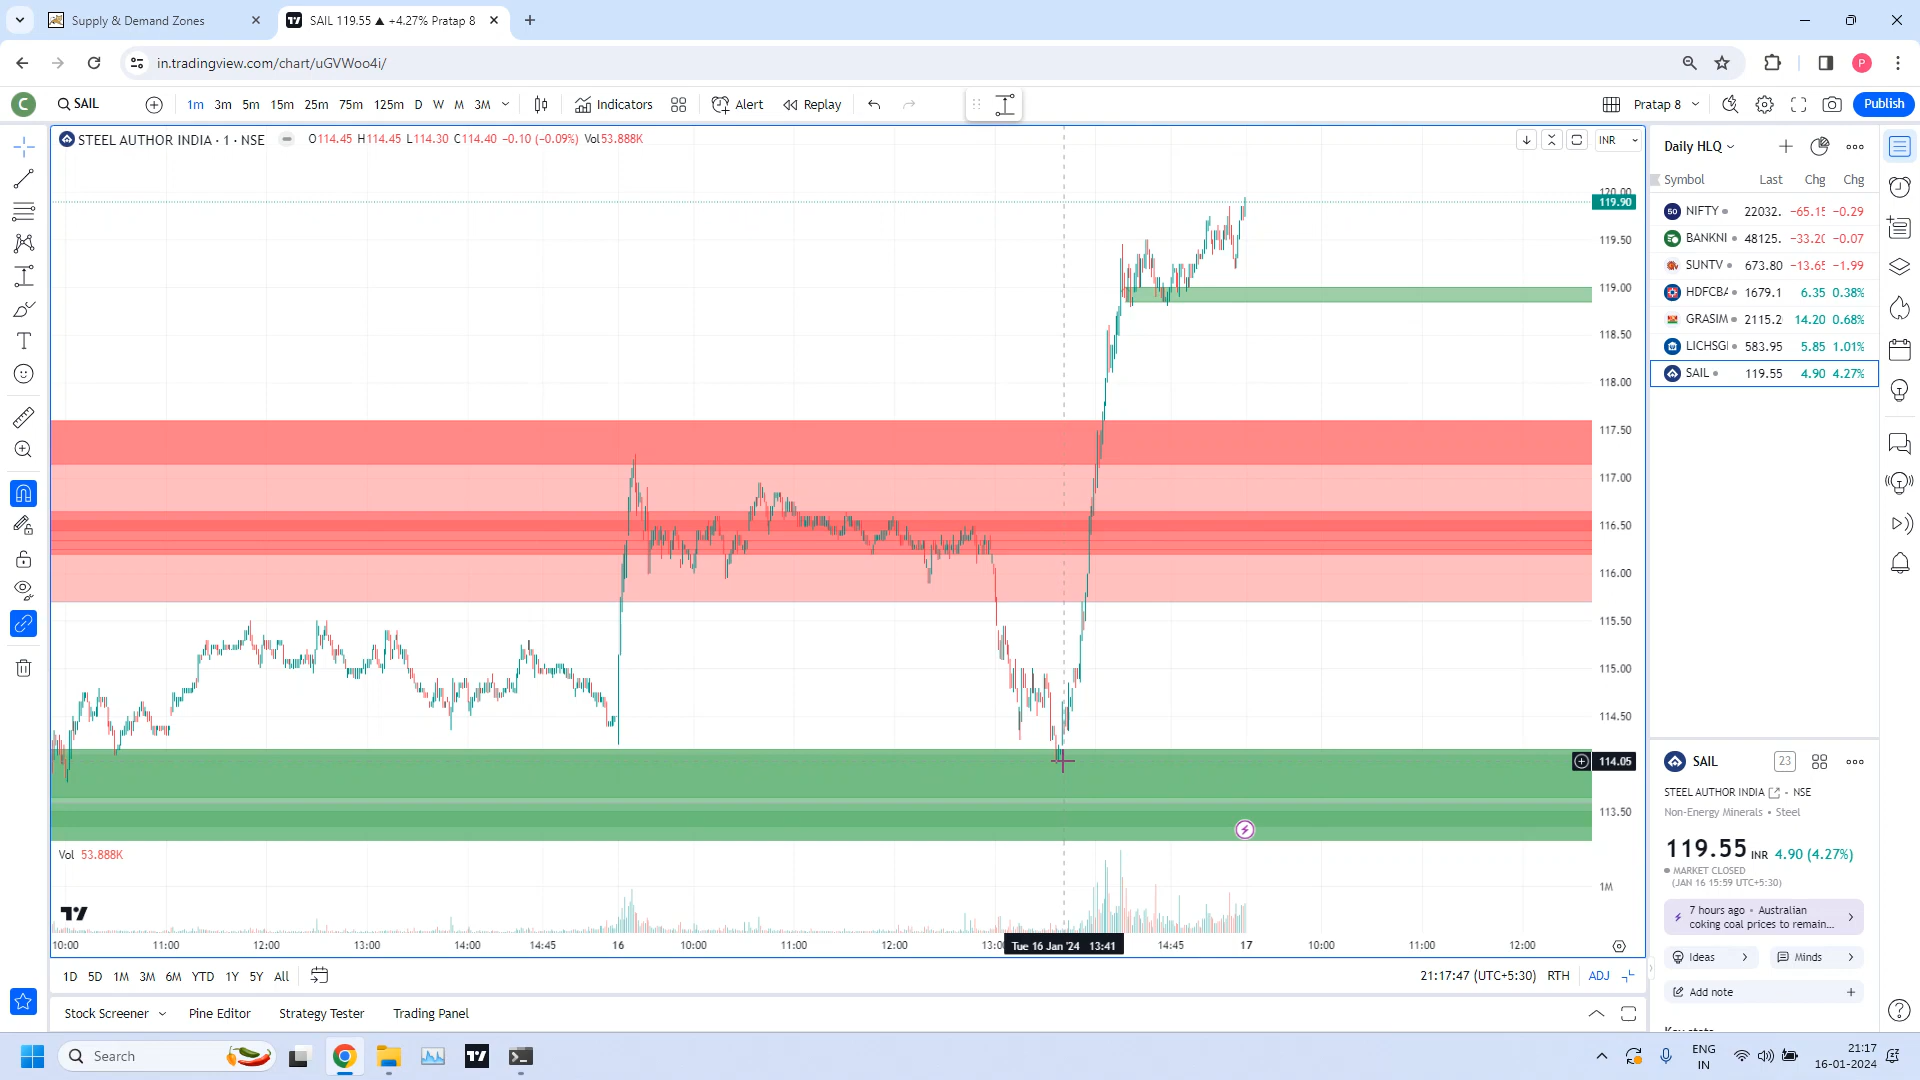 Supply & Demand Zones
SAIL 119.55 ▲ +4.27% Pratap 8
in.tradingview.com/chart/uGVWoo4i/
P
C
SAIL
1m 3m 5m 15m 25m 75m 125m D W M 3M
Indicators
Alert
Replay
Pratap 8
Publish
STEEL AUTHOR INDIA · 1 · NSE
O114.45 H114.45 L114.30 C114.40 −0.10 (−0.09%) Vol53.888K
INR
120.00
119.90
119.50
119.00
118.50
118.00
117.50
117.00
116.50
116.00
115.50
115.00
114.50
114.05
113.50
Vol 53.888K
1M
10:00 11:00 12:00 13:00 14:00 14:45 16 10:00 11:00 12:00 13:0 Tue 16 Jan '24 13:41 14:45 17 10:00 11:00 12:00
1D 5D 1M 3M 6M YTD 1Y 5Y All
21:17:47 (UTC+5:30) RTH ADJ
Stock Screener
Pine Editor
Strategy Tester
Trading Panel
Daily HLQ
Symbol Last Chg Chg
50 NIFTY 22032. −65.15 −0.29
BANKNI 48125. −33.20 −0.07
SUNTV 673.80 −13.65 −1.99
HDFCBA 1679.1 6.35 0.38%
GRASIM 2115.2 14.20 0.68%
LICHSGI 583.95 5.85 1.01%
SAIL 119.55 4.90 4.27%
SAIL
23
STEEL AUTHOR INDIA - NSE
Non-Energy Minerals • Steel
119.55 INR 4.90 (4.27%)
MARKET CLOSED
(JAN 16 15:59 UTC+5:30)
7 hours ago • Australian
coking coal prices to remain...
Ideas
Minds
Add note
Search
ENG
IN
21:17
16-01-2024